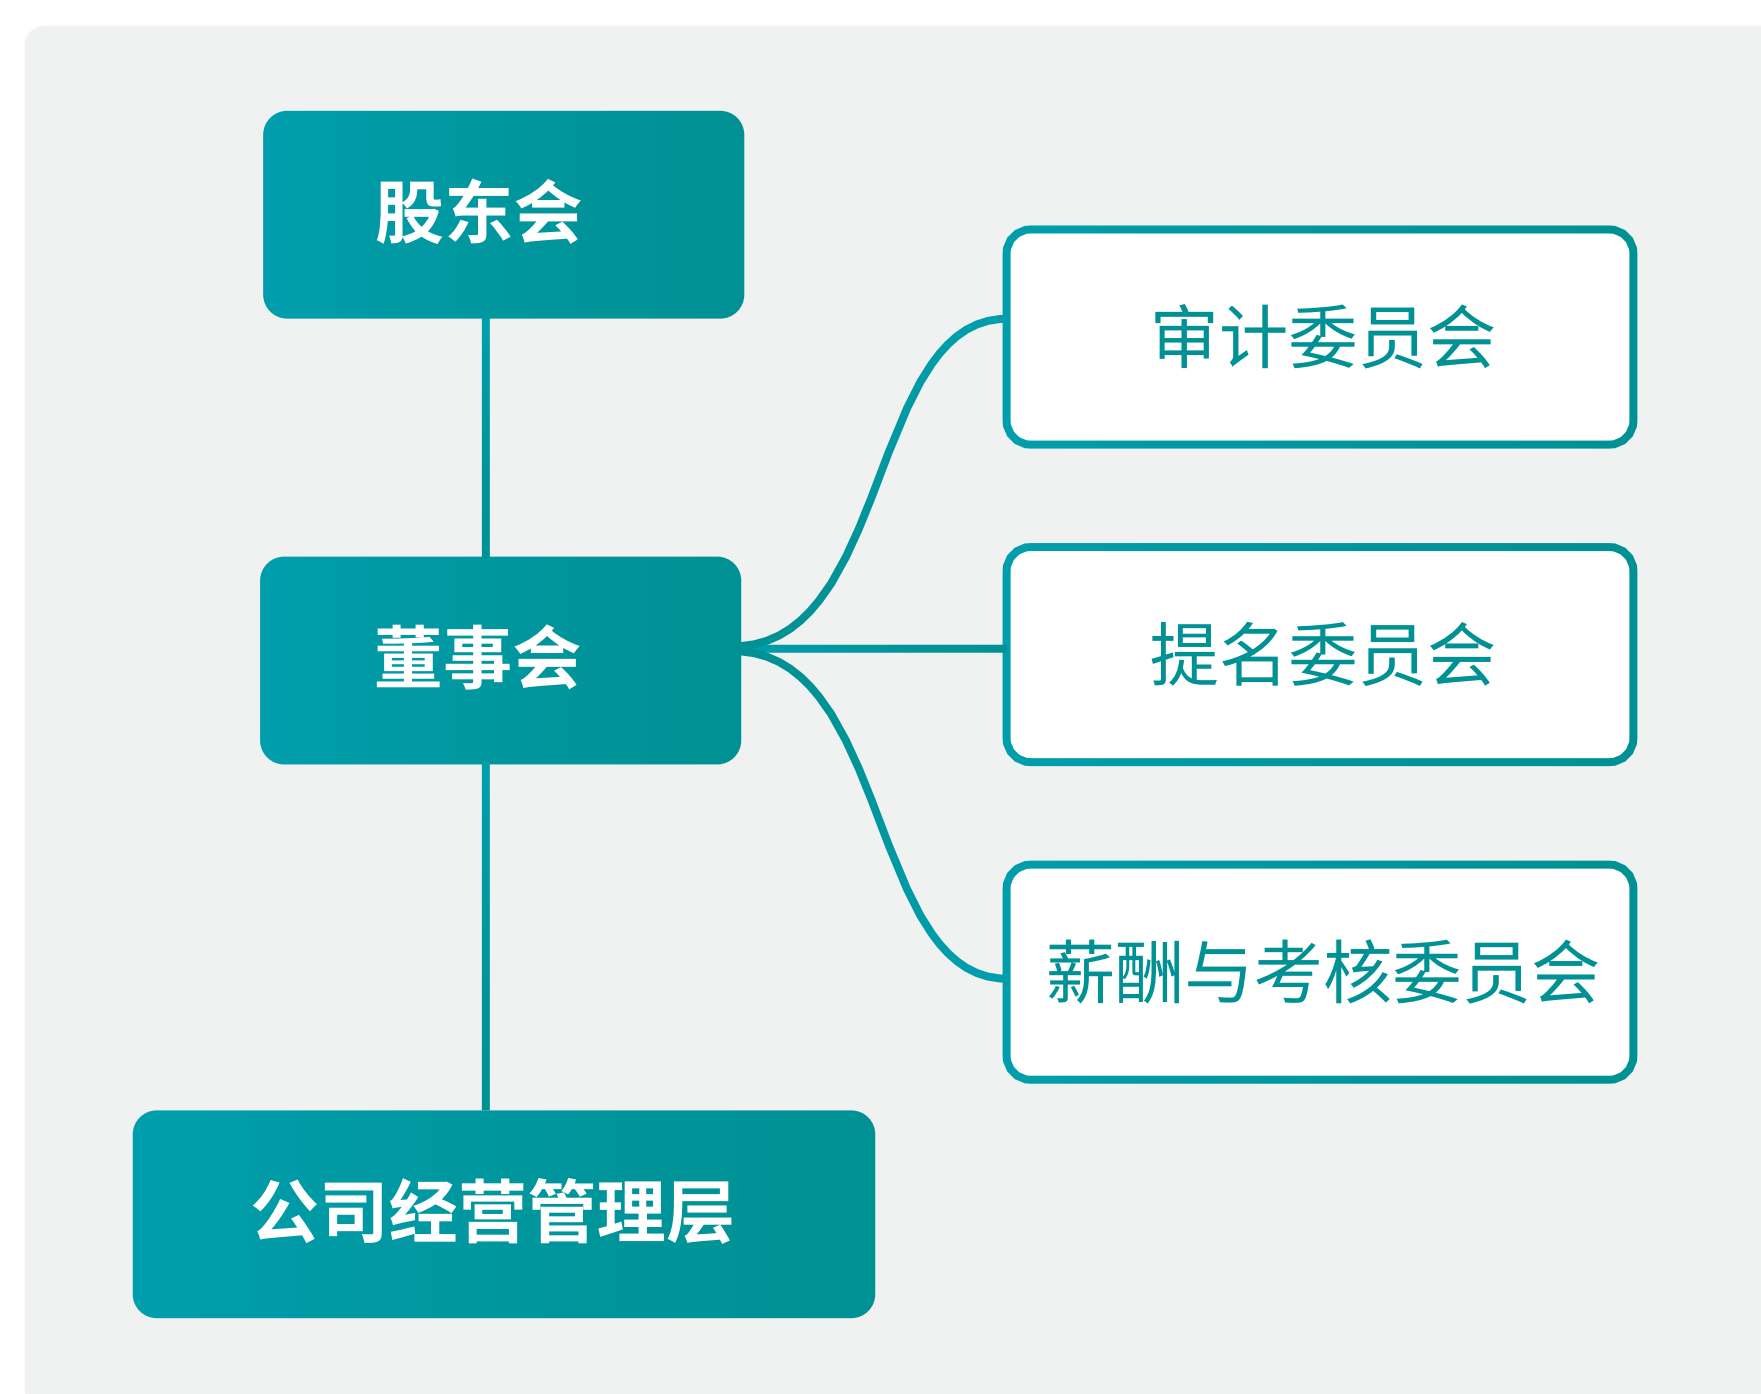 股东会
董事会
审计委员会
提名委员会
薪酬与考核委员会
公司经营管理层